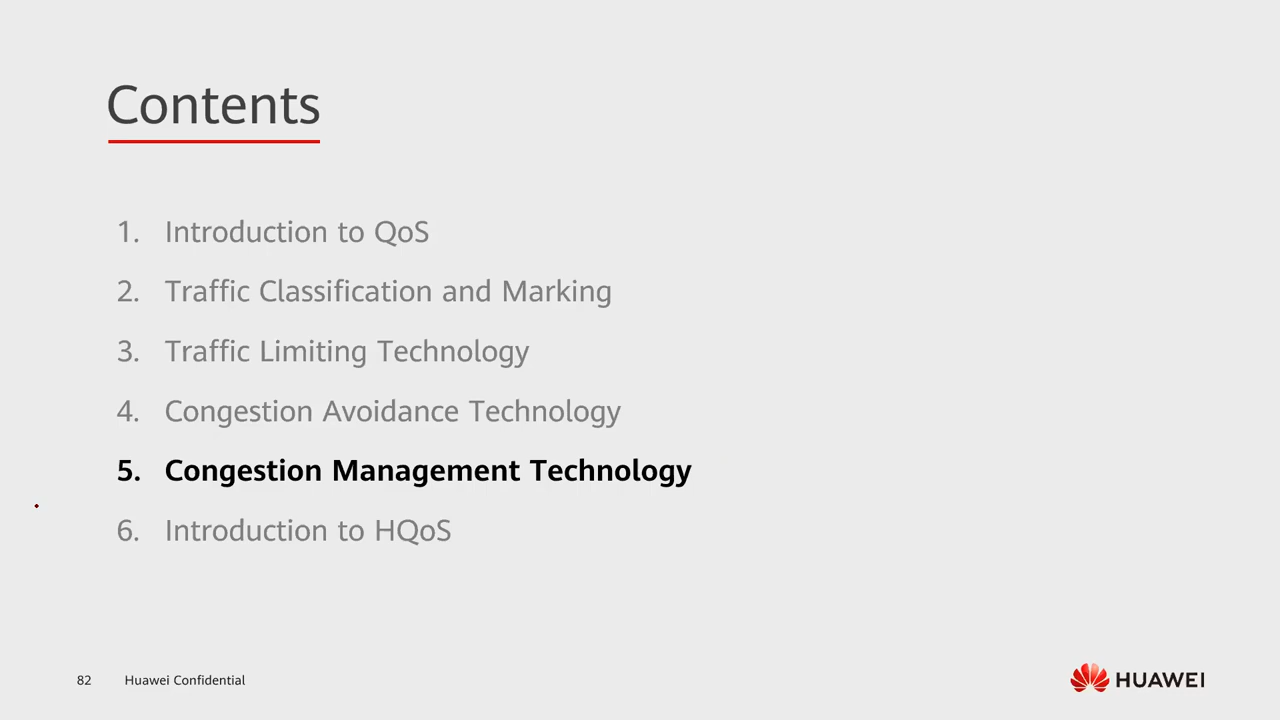 Contents
1. Introduction to QoS
2. Traffic Classification and Marking
3. Traffic Limiting Technology
4. Congestion Avoidance Technology
5. Congestion Management Technology
6. Introduction to HQoS
82 Huawei Confidential
HUAWEI